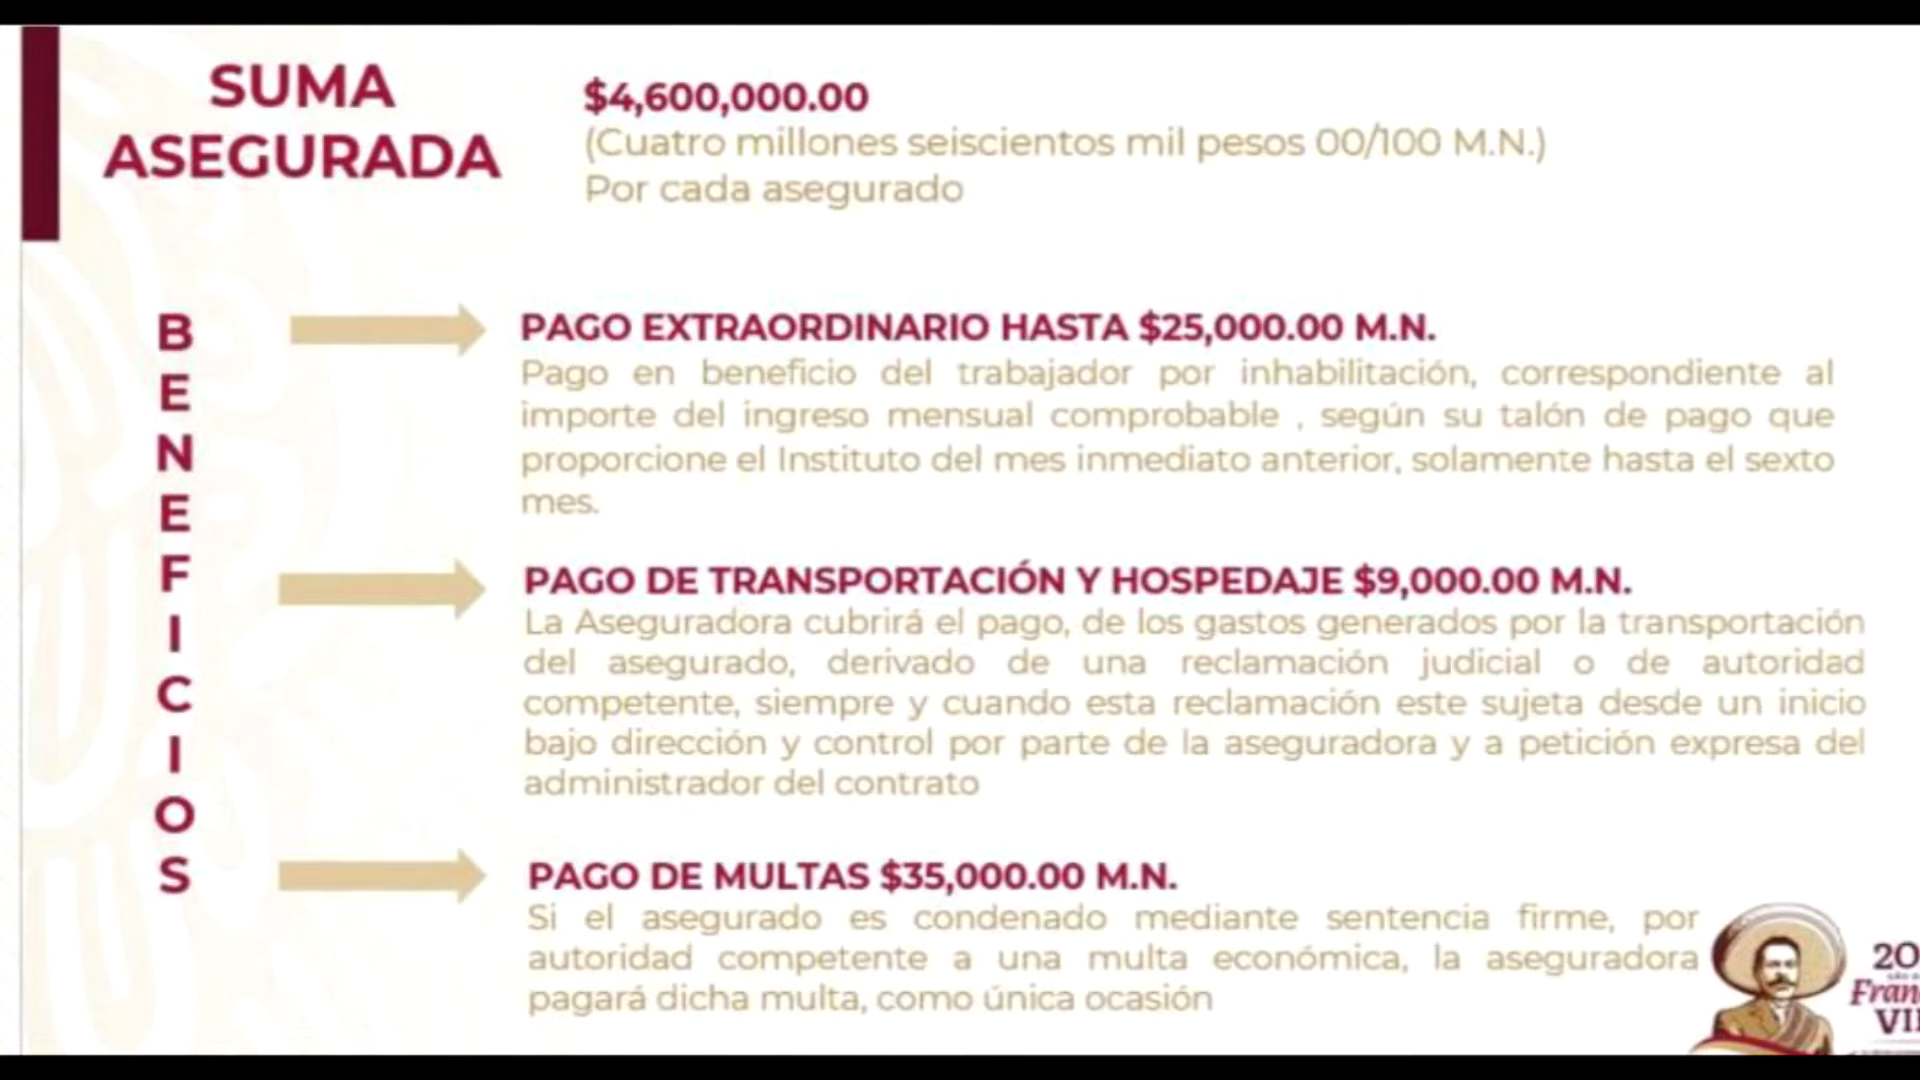 SUMA
ASEGURADA
$4,600,000.00
(Cuatro millones seiscientos mil pesos 00/100 M.N.)
Por cada asegurado
BENEFICIOS
PAGO EXTRAORDINARIO HASTA $25,000.00 M.N.
Pago en beneficio del trabajador por inhabilitación, correspondiente al
importe del ingreso mensual comprobable , según su talón de pago que
proporcione el Instituto del mes inmediato anterior, solamente hasta el sexto
mes.
PAGO DE TRANSPORTACIÓN Y HOSPEDAJE $9,000.00 M.N.
La Aseguradora cubrirá el pago, de los gastos generados por la transportación
del asegurado, derivado de una reclamación judicial o de autoridad
competente, siempre y cuando esta reclamación este sujeta desde un inicio
bajo dirección y control por parte de la aseguradora y a petición expresa del
administrador del contrato
PAGO DE MULTAS $35,000.00 M.N.
Si el asegurado es condenado mediante sentencia firme, por
autoridad competente a una multa económica, la aseguradora
pagará dicha multa, como única ocasión
20
Fran
VI